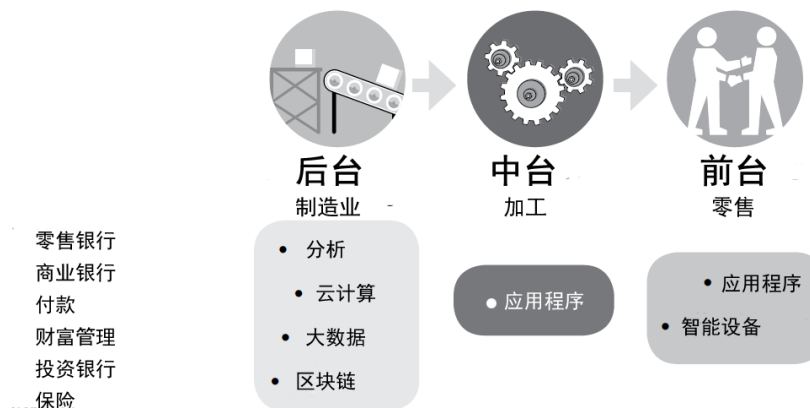 后台
中台
前台
制造业
加工
零售
零售银行
商业银行
付款
财富管理
投资银行
保险
• 分析
• 云计算
• 大数据
• 区块链
• 应用程序
• 应用程序
• 智能设备